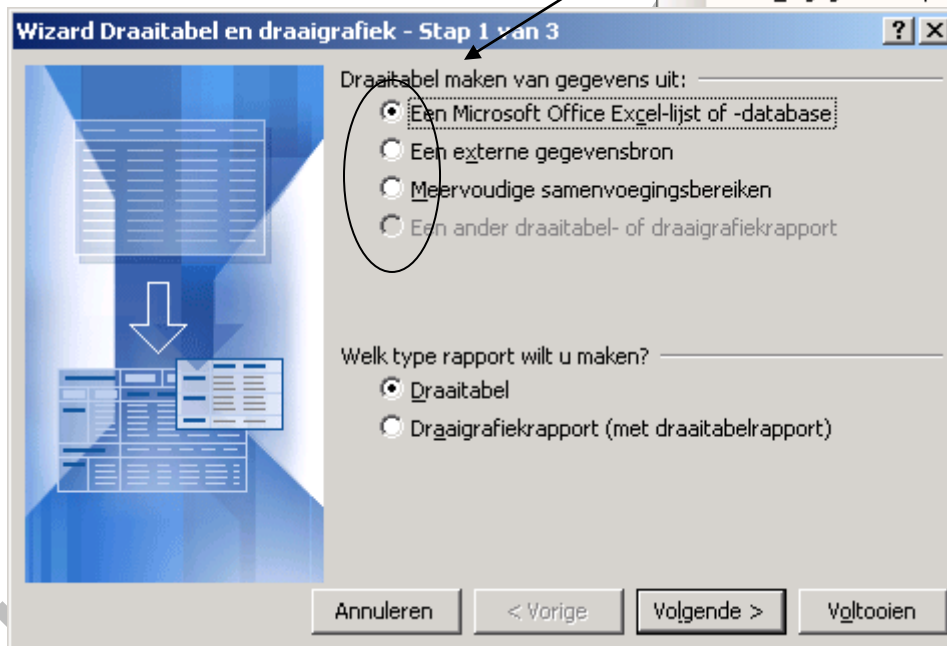 Wizard Draaitabel en draaigrafiek - Stap 1 van 3
Draaitabel maken van gegevens uit:
Een Microsoft Office Excel-lijst of -database
Een externe gegevensbron
Meervoudige samenvoegingsbereiken
Een ander draaitabel- of draaigrafiekrapport
Welk type rapport wilt u maken?
Draaitabel
Draaigrafiekrapport (met draaitabelrapport)
Annuleren
< Vorige
Volgende >
Voltooien